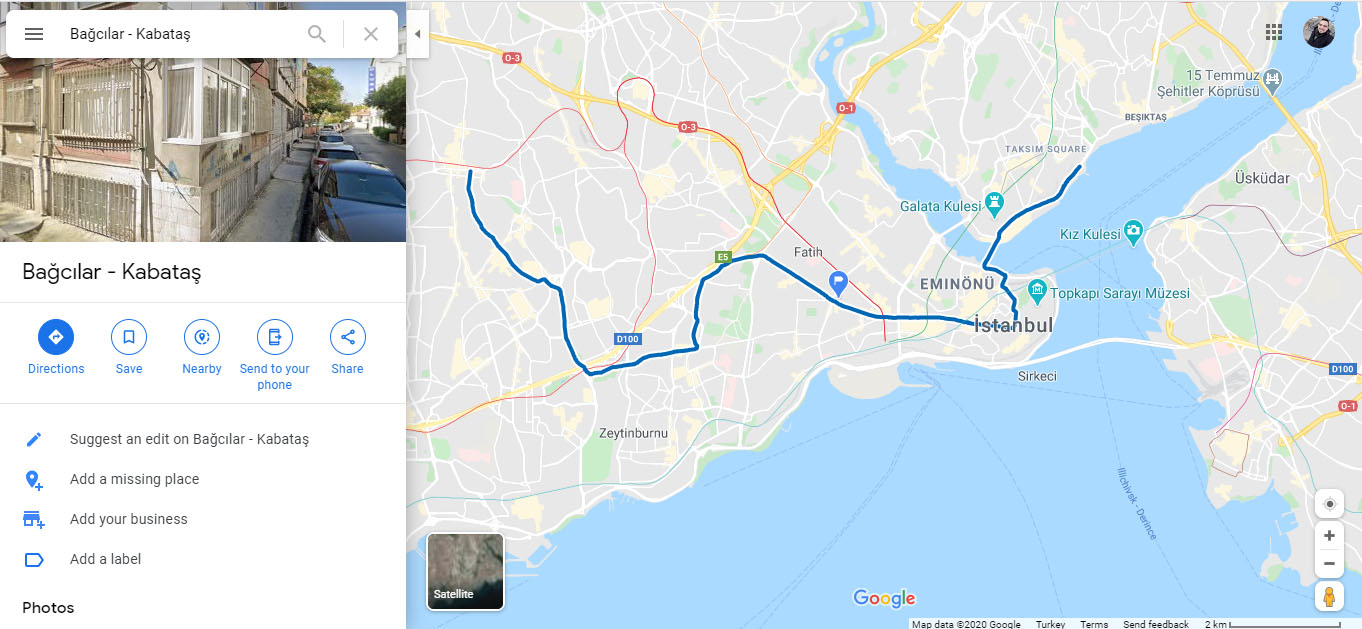 Bağcılar - Kabataş
Bağcılar - Kabataş
Directions
Save
Nearby
Send to your
phone
Share
Suggest an edit on Bağcılar - Kabataş
Add a missing place
Add your business
Add a label
Photos
Satellite
O-3
O-1
O-3
15 Temmuz
Şehitler Köprüsü
BEŞIKTAŞ
TAKSIM SQUARE
Üsküdar
Galata Kulesi
Kız Kulesi
Fatih
E5
EMINÖNÜ
Topkapı Sarayı Müzesi
İstanbul
D100
Sirkeci
D100
O-1
Zeytinburnu
Illichivsk - Derince
Google
Map data ©2020 Google
Turkey
Terms
Send feedback
2 km